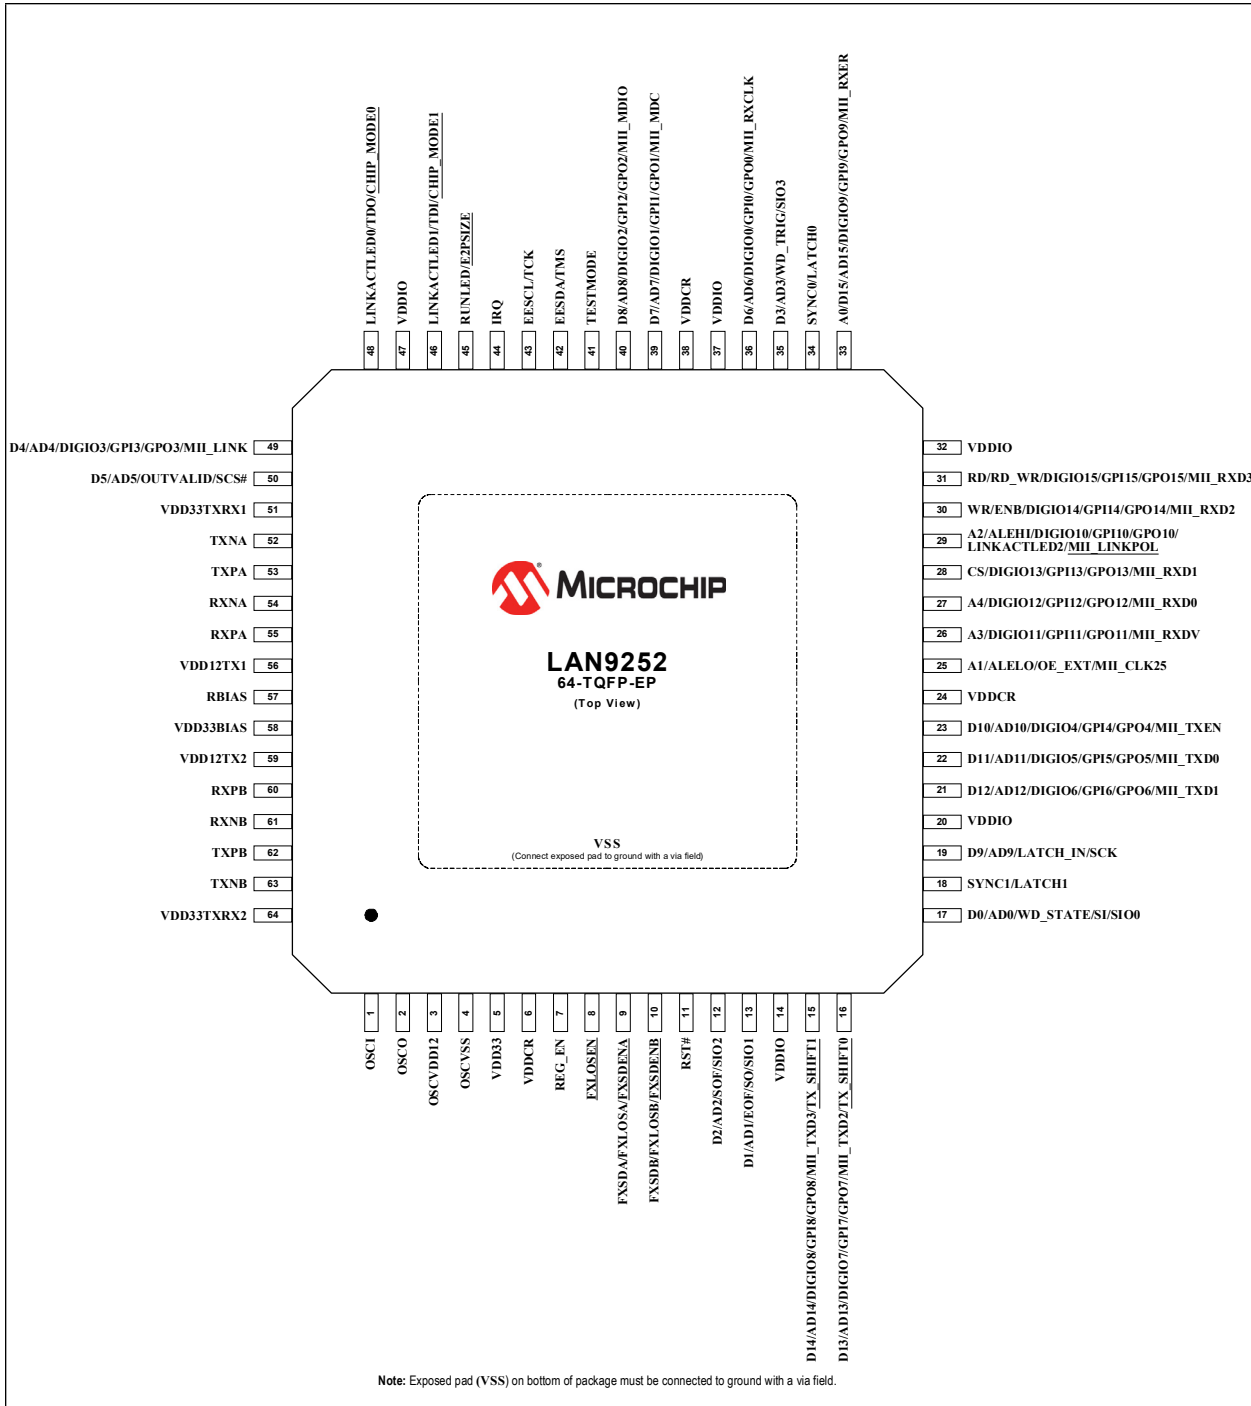 LINKACTLED0/TDO/CHIP_MODE0
VDDIO
LINKACTLED1/TDI/CHIP_MODE1
RUNLED/E2PSIZE
IRQ
EESCL/TCK
EESDA/TMS
TESTMODE
D8/AD8/DIGIO2/GPI2/GPO2/MII_MDIO
D7/AD7/DIGIO1/GPI1/GPO1/MII_MDC
VDDCR
VDDIO
D6/AD6/DIGIO0/GPI0/GPO0/MII_RXCLK
D3/AD3/WD_TRIG/SIO3
SYNC0/LATCH0
A0/D15/AD15/DIGIO9/GPI9/GPO9/MII_RXER
48 47 46 45 44 43 42 41 40 39 38 37 36 35 34 33
D4/AD4/DIGIO3/GPI3/GPO3/MII_LINK 49
D5/AD5/OUTVALID/SCS# 50
VDD33TXRX1 51
TXNA 52
TXPA 53
RXNA 54
RXPA 55
VDD12TX1 56
RBIAS 57
VDD33BIAS 58
VDD12TX2 59
RXPB 60
RXNB 61
TXPB 62
TXNB 63
VDD33TXRX2 64
MICROCHIP
LAN9252
64-TQFP-EP
(Top View)
VSS
(Connect exposed pad to ground with a via field)
32 VDDIO
31 RD/RD_WR/DIGIO15/GPI15/GPO15/MII_RXD3
30 WR/ENB/DIGIO14/GPI14/GPO14/MII_RXD2
29 A2/ALEHI/DIGIO10/GPI10/GPO10/
LINKACTLED2/MII_LINKPOL
28 CS/DIGIO13/GPI13/GPO13/MII_RXD1
27 A4/DIGIO12/GPI12/GPO12/MII_RXD0
26 A3/DIGIO11/GPI11/GPO11/MII_RXDV
25 A1/ALELO/OE_EXT/MII_CLK25
24 VDDCR
23 D10/AD10/DIGIO4/GPI4/GPO4/MII_TXEN
22 D11/AD11/DIGIO5/GPI5/GPO5/MII_TXD0
21 D12/AD12/DIGIO6/GPI6/GPO6/MII_TXD1
20 VDDIO
19 D9/AD9/LATCH_IN/SCK
18 SYNC1/LATCH1
17 D0/AD0/WD_STATE/SI/SIO0
1 2 3 4 5 6 7 8 9 10 11 12 13 14 15 16
OSCI
OSCO
OSCVDD12
OSCVSS
VDD33
VDDCR
REG_EN
FXLOSEN
FXSDA/FXLOSA/FXSDENA
FXSDB/FXLOSB/FXSDENB
RST#
D2/AD2/SOF/SIO2
D1/AD1/EOF/SO/SIO1
VDDIO
D14/AD14/DIGIO8/GPI8/GPO8/MII_TXD3/TX_SHIFT1
D13/AD13/DIGIO7/GPI7/GPO7/MII_TXD2/TX_SHIFT0
Note: Exposed pad (VSS) on bottom of package must be connected to ground with a via field.